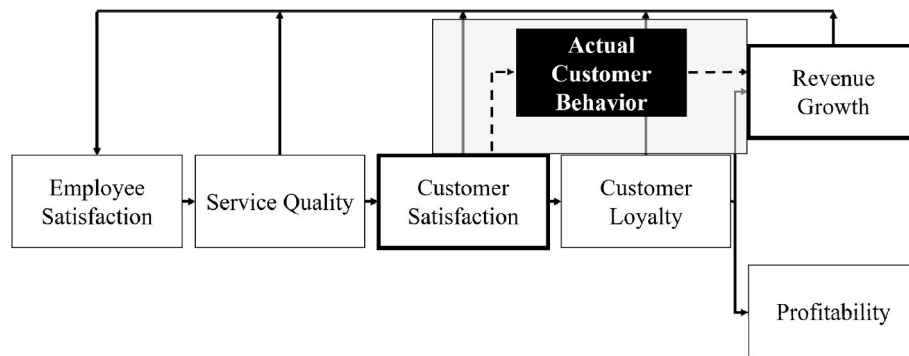 Actual
Customer
Behavior
Revenue
Growth
Employee
Satisfaction
Service Quality
Customer
Satisfaction
Customer
Loyalty
Profitability